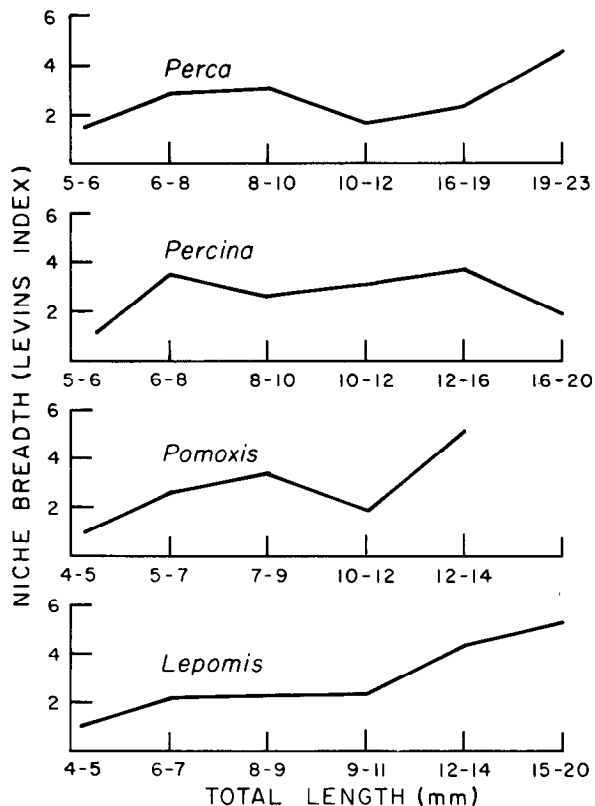 NICHE BREADTH (LEVINS INDEX)
6
4
2
Perca
5-6 6-8 8-10 10-12 16-19 19-23
6
4
2
Percina
5-6 6-8 8-10 10-12 12-16 16-20
6
4
2
Pomoxis
4-5 5-7 7-9 10-12 12-14
6
4
2
Lepomis
4-5 6-7 8-9 9-11 12-14 15-20
TOTAL LENGTH (mm)